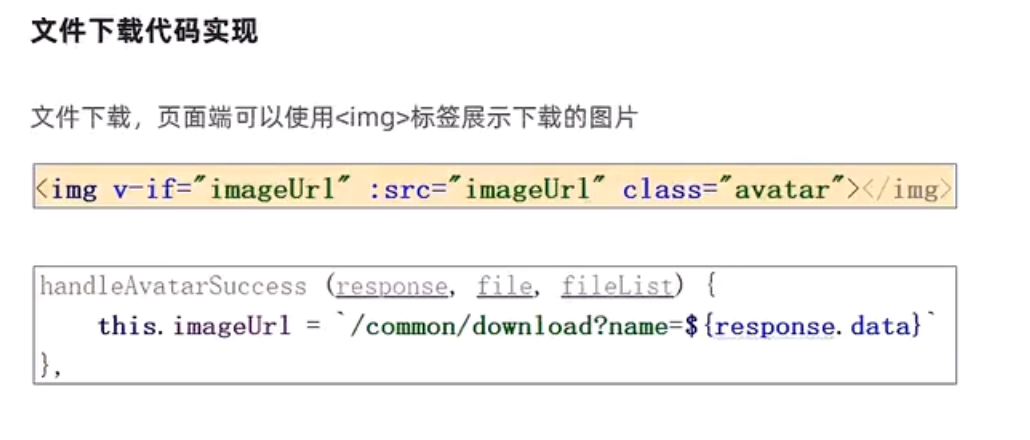 文件下载代码实现
文件下载，页面端可以使用<img>标签展示下载的图片
<img v-if="imageUrl" :src="imageUrl" class="avatar"></img>
handleAvatarSuccess (response, file, fileList) {
this.imageUrl = `/common/download?name=${response.data}`
},